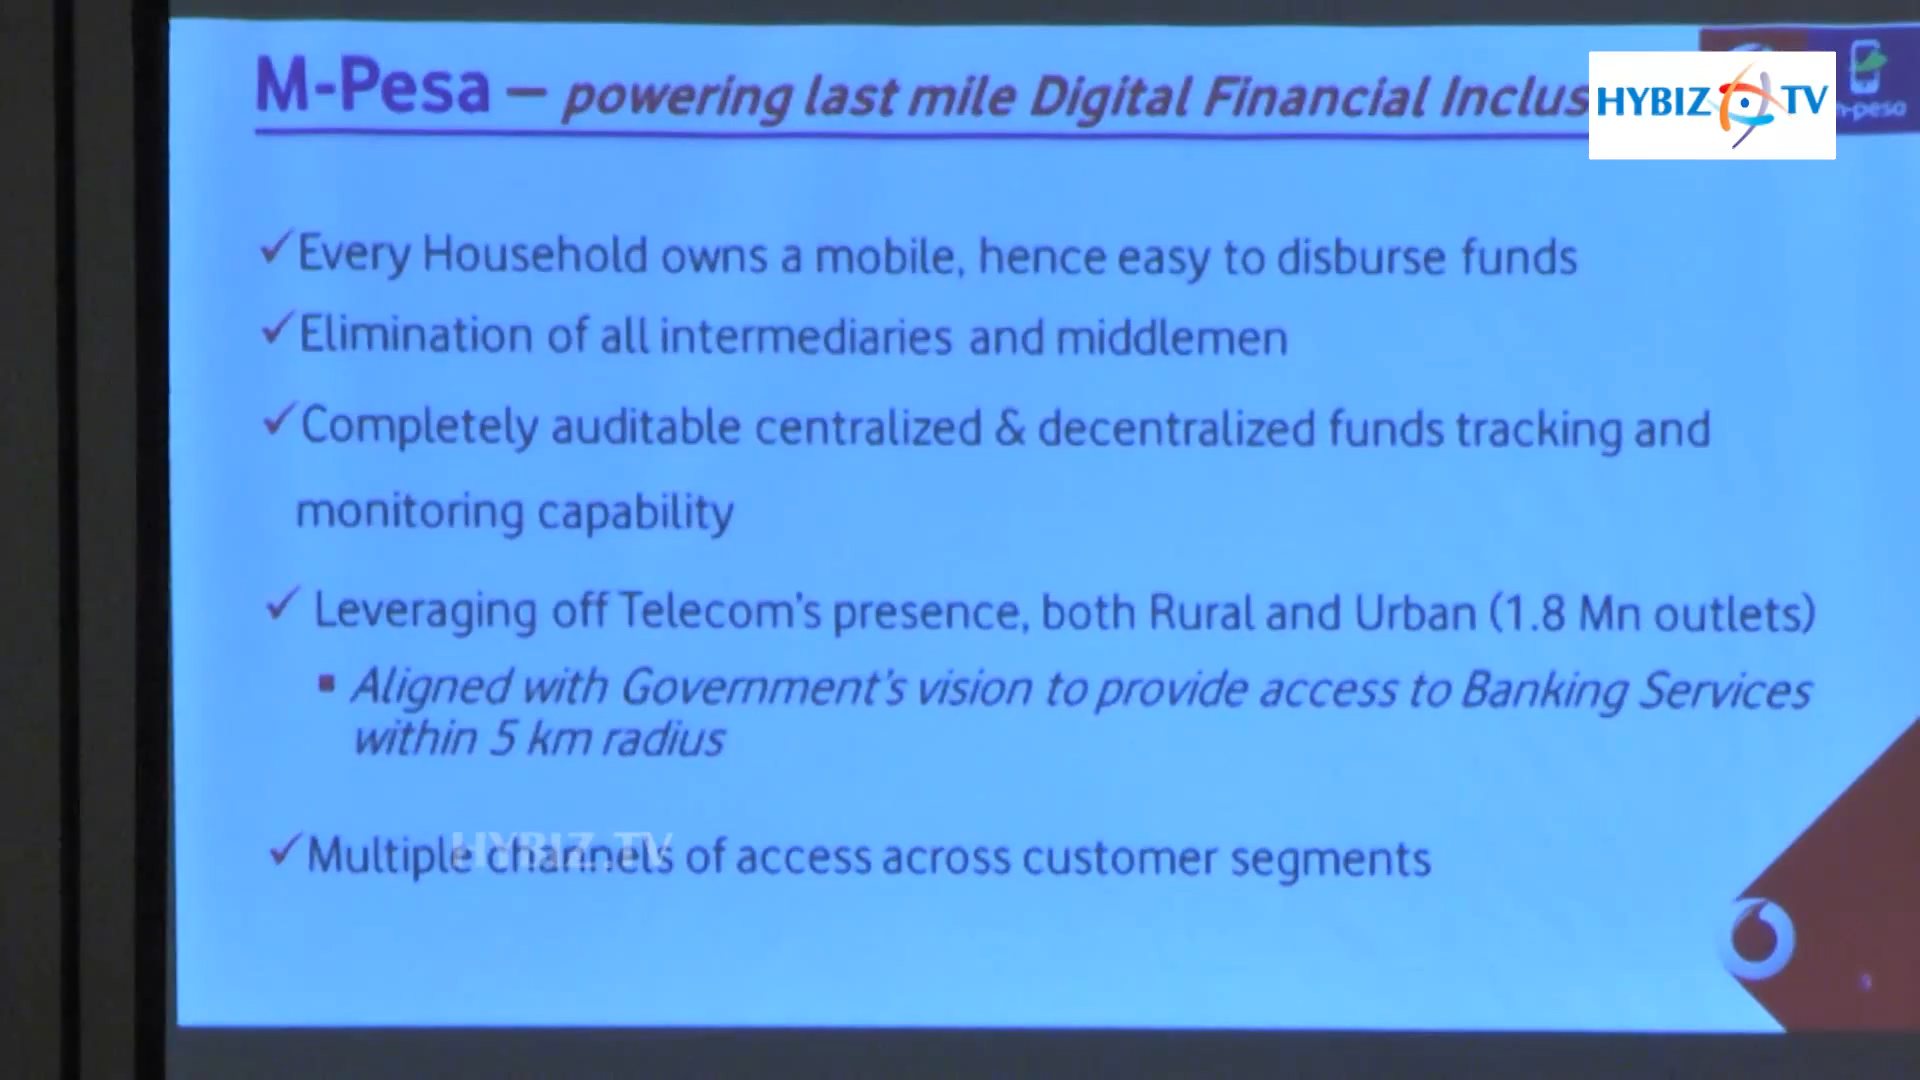 M-Pesa – powering last mile Digital Financial Inclus
HYBIZ TV
m-pesa
✓Every Household owns a mobile, hence easy to disburse funds
✓Elimination of all intermediaries and middlemen
✓Completely auditable centralized & decentralized funds tracking and
monitoring capability
✓ Leveraging off Telecom's presence, both Rural and Urban (1.8 Mn outlets)
▪ Aligned with Government's vision to provide access to Banking Services
within 5 km radius
✓Multiple channels of access across customer segments
HYBIZ.TV